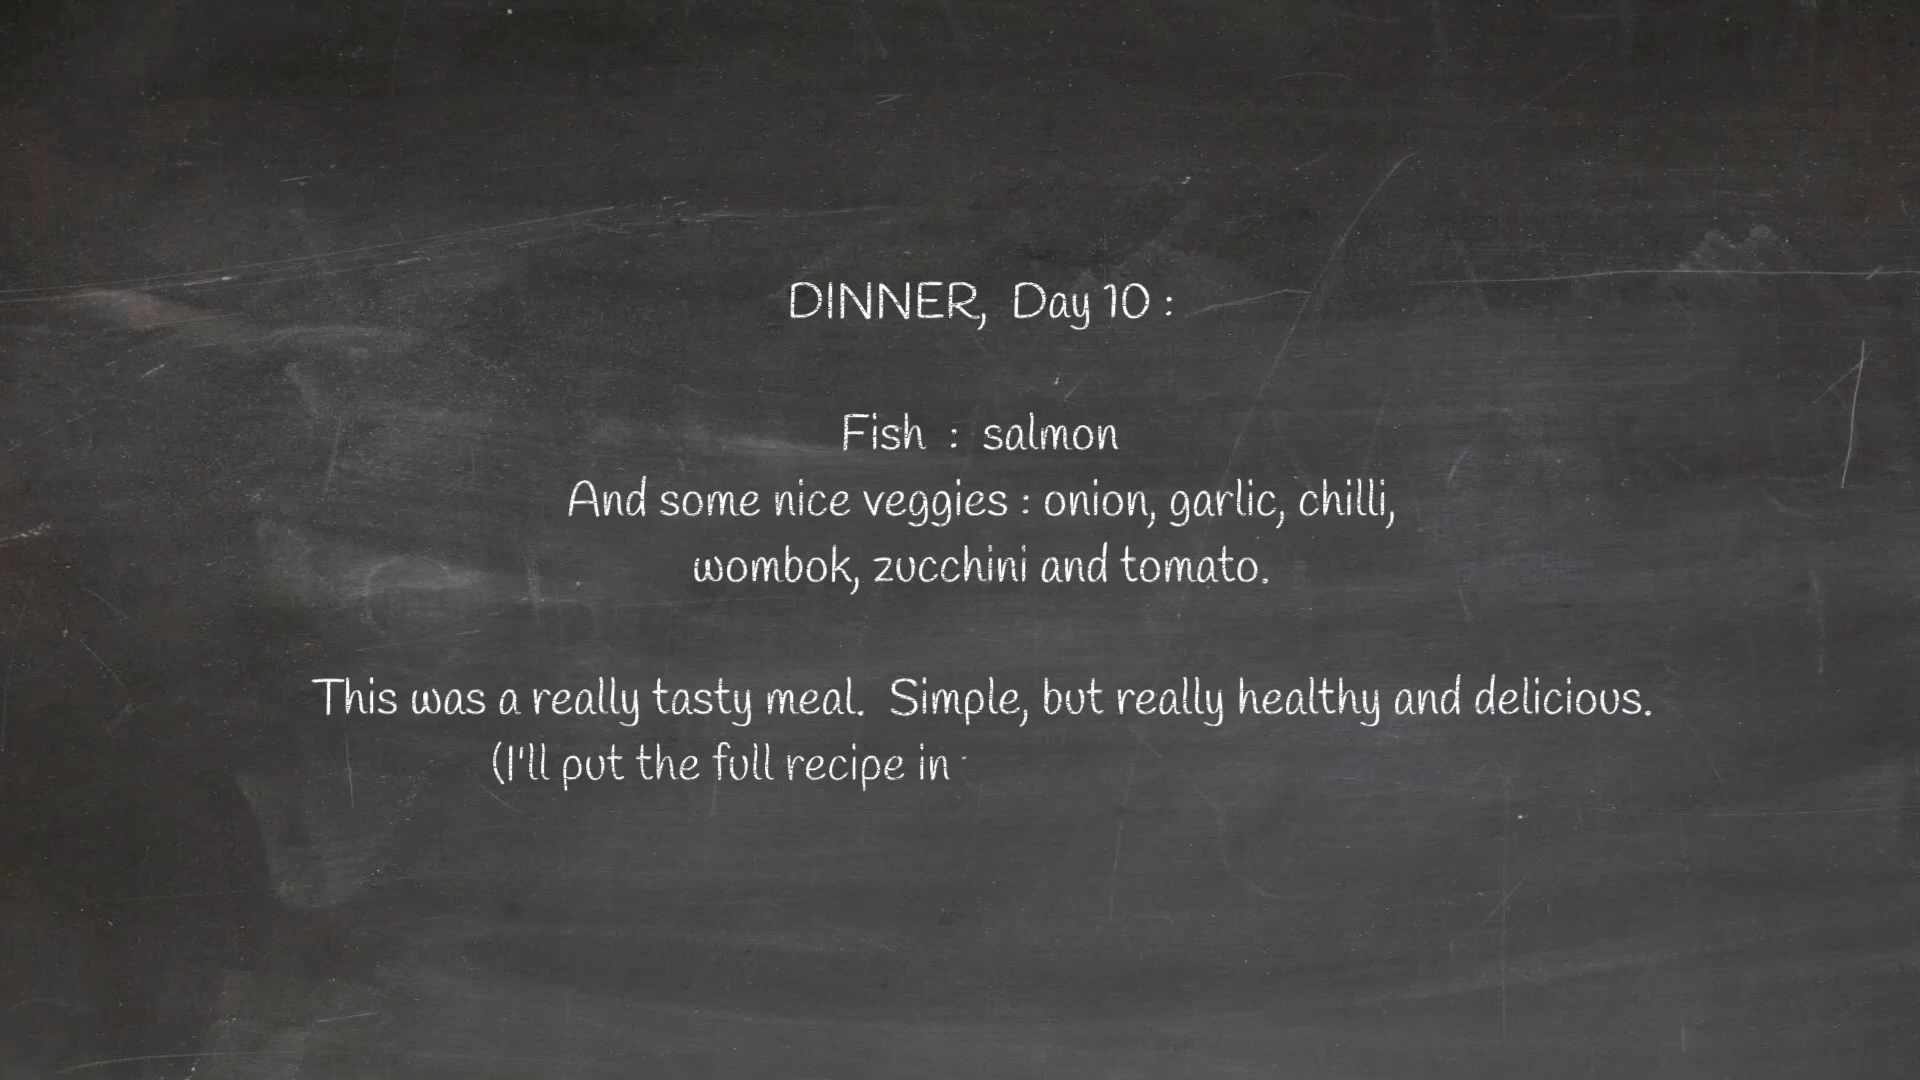 DINNER, Day 10 :
Fish : salmon
And some nice veggies : onion, garlic, chilli,
wombok, zucchini and tomato.
This was a really tasty meal. Simple, but really healthy and delicious.
(I'll put the full recipe in